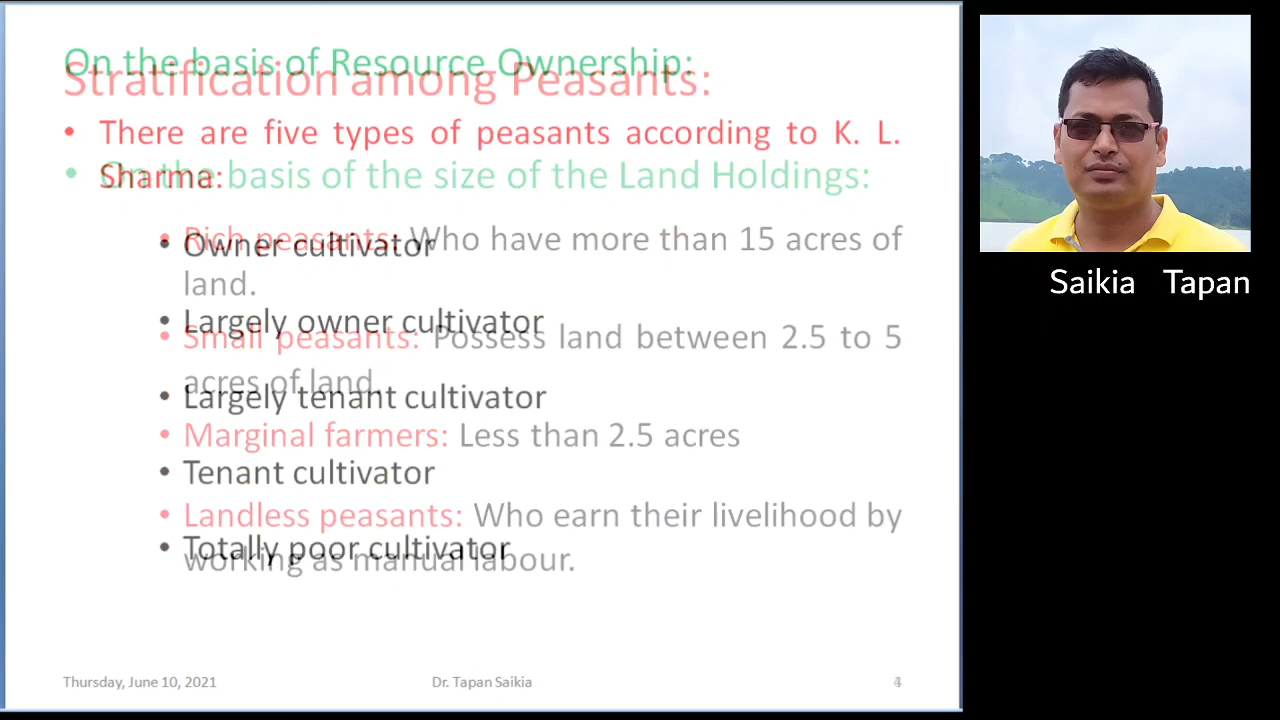 On the basis of Resource Ownership:
Stratification among Peasants:
• There are five types of peasants according to K. L.
Sharma:
• On the basis of the size of the Land Holdings:
• Rich peasants: Who have more than 15 acres of
land.
• Owner cultivator
• Largely owner cultivator
• Small peasants: Possess land between 2.5 to 5
acres of land.
• Largely tenant cultivator
• Marginal farmers: Less than 2.5 acres
• Tenant cultivator
• Landless peasants: Who earn their livelihood by
working as manual labour.
• Totally poor cultivator
Thursday, June 10, 2021
Dr. Tapan Saikia
Saikia Tapan